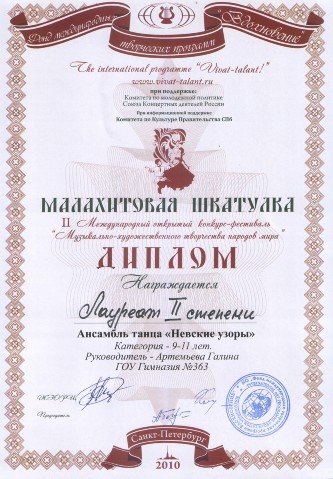 Фонд международных творческих программ "Вдохновение"
The international programme "Vivat-talant!"
www.vivat-talant.ru
при поддержке:
Комитета по молодежной политике
Союза Концертных деятелей России
При информационной поддержке:
Комитета по Культуре Правительства СПб
МАЛАХИТОВАЯ ШКАТУЛКА
II Международный открытый конкурс-фестиваль
"Музыкально-художественного творчества народов мира"
ДИПЛОМ
Награждается
Лауреат II степени
Ансамбль танца «Невские узоры»
Категория - 9-11 лет.
Руководитель - Артемьева Галина
ГОУ Гимназия №363
Председатель
Санкт-Петербург
2010